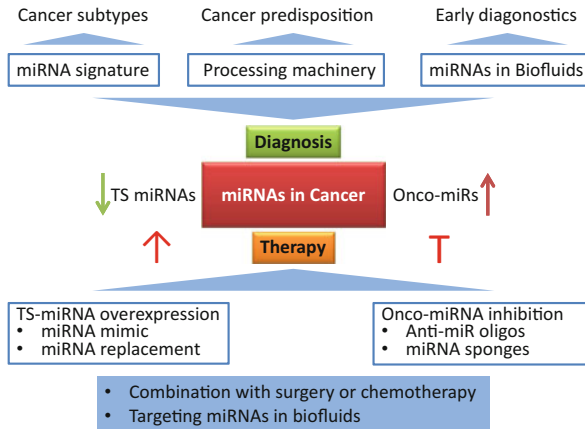 Cancer subtypes
Cancer predisposition
Early diagonostics
miRNA signature
Processing machinery
miRNAs in Biofluids
Diagnosis
TS miRNAs
miRNAs in Cancer
Onco-miRs
Therapy
TS-miRNA overexpression
• miRNA mimic
• miRNA replacement
Onco-miRNA inhibition
• Anti-miR oligos
• miRNA sponges
• Combination with surgery or chemotherapy
• Targeting miRNAs in biofluids